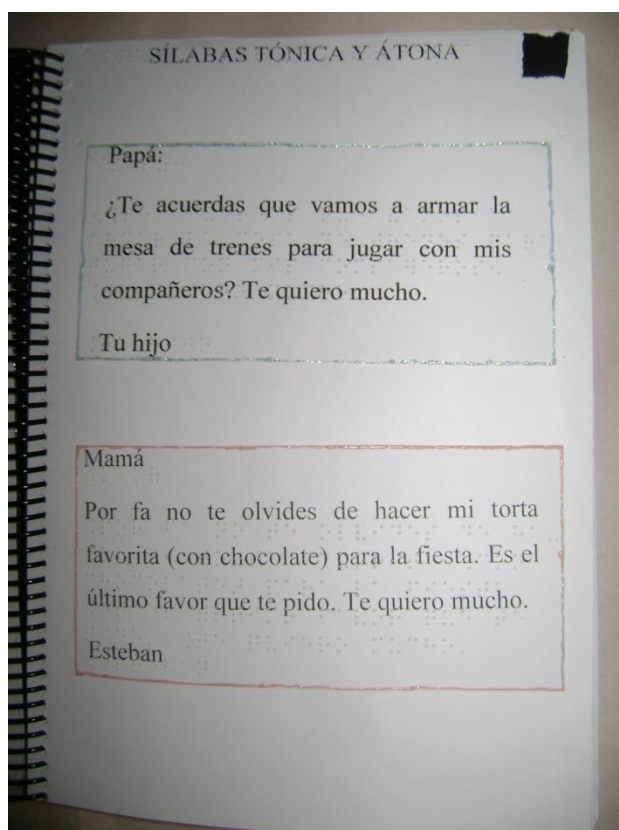 SÍLABAS TÓNICA Y ÁTONA
Papá:
¿Te acuerdas que vamos a armar la
mesa de trenes para jugar con mis
compañeros? Te quiero mucho.
Tu hijo
Mamá
Por fa no te olvides de hacer mi torta
favorita (con chocolate) para la fiesta. Es el
último favor que te pido. Te quiero mucho.
Esteban